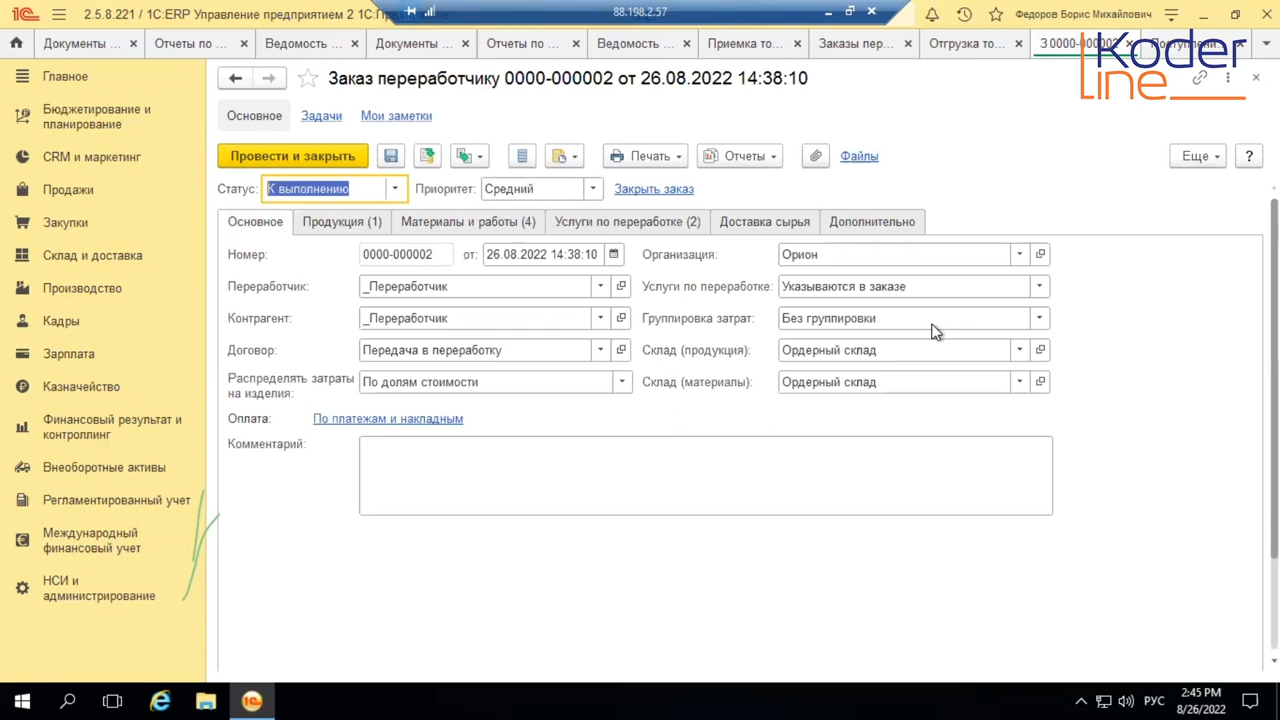 2.5.8.221 / 1С:ERP Управление предприятием 2 1С:П
88.198.2.57
Федоров Борис Михайлович
Документы ...
Отчеты по ...
Ведомость ...
Документы ...
Отчеты по ...
Ведомость ...
Приемка то...
Заказы пер...
Отгрузка то...
З 0000-000002
Поступлени...
Koder
line
Главное
Бюджетирование и
планирование
CRM и маркетинг
Продажи
Закупки
Склад и доставка
Производство
Кадры
Зарплата
Казначейство
Финансовый результат и
контроллинг
Внеоборотные активы
Регламентированный учет
Международный
финансовый учет
НСИ и
администрирование
Заказ переработчику 0000-000002 от 26.08.2022 14:38:10
Основное Задачи Мои заметки
Провести и закрыть Печать Отчеты Файлы Еще ?
Статус: К выполнению Приоритет: Средний Закрыть заказ
Основное Продукция (1) Материалы и работы (4) Услуги по переработке (2) Доставка сырья Дополнительно
Номер: 0000-000002 от: 26.08.2022 14:38:10 Организация: Орион
Переработчик: _Переработчик Услуги по переработке: Указываются в заказе
Контрагент: _Переработчик Группировка затрат: Без группировки
Договор: Передача в переработку Склад (продукция): Ордерный склад
Распределять затраты
на изделия: По долям стоимости Склад (материалы): Ордерный склад
Оплата: По платежам и накладным
Комментарий:
РУС
2:45 PM
8/26/2022